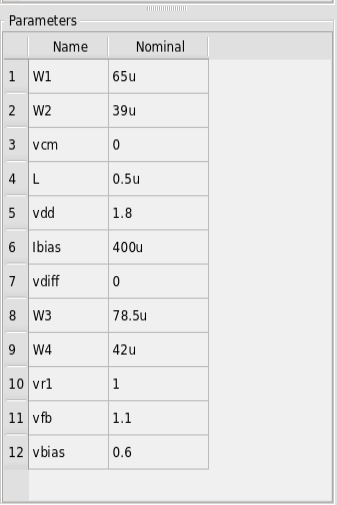 Parameters
Name Nominal
1 W1 65u
2 W2 39u
3 vcm 0
4 L 0.5u
5 vdd 1.8
6 Ibias 400u
7 vdiff 0
8 W3 78.5u
9 W4 42u
10 vr1 1
11 vfb 1.1
12 vbias 0.6